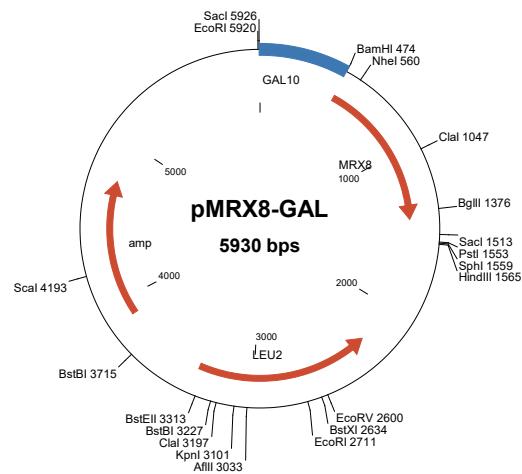 SacI 5926
EcoRI 5920
BamHI 474
NheI 560
GAL10
ClaI 1047
MRX8
1000
5000
BglII 1376
pMRX8-GAL
5930 bps
SacI 1513
PstI 1553
SphI 1559
HindIII 1565
amp
ScaI 4193
4000
2000
3000
LEU2
BstBI 3715
EcoRV 2600
BstXI 2634
EcoRI 2711
BstEII 3313
BstBI 3227
ClaI 3197
KpnI 3101
AflII 3033